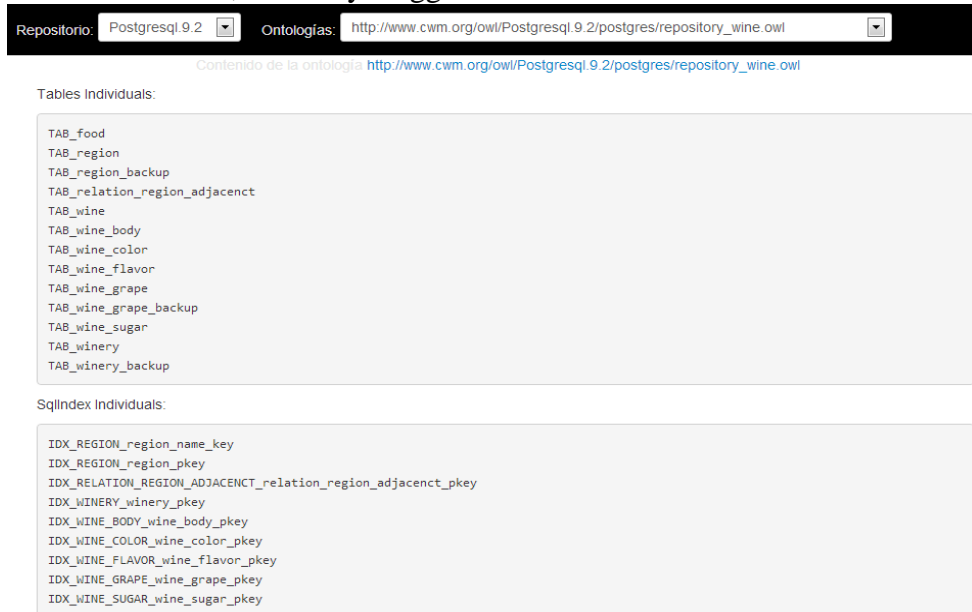 Repositorio: Postgresql.9.2 Ontologías: http://www.cwm.org/owl/Postgresql.9.2/postgres/repository_wine.owl
Contenido de la ontología http://www.cwm.org/owl/Postgresql.9.2/postgres/repository_wine.owl
Tables Individuals:
TAB_food
TAB_region
TAB_region_backup
TAB_relation_region_adjacenct
TAB_wine
TAB_wine_body
TAB_wine_color
TAB_wine_flavor
TAB_wine_grape
TAB_wine_grape_backup
TAB_wine_sugar
TAB_winery
TAB_winery_backup
SqlIndex Individuals:
IDX_REGION_region_name_key
IDX_REGION_region_pkey
IDX_RELATION_REGION_ADJACENCT_relation_region_adjacenct_pkey
IDX_WINERY_winery_pkey
IDX_WINE_BODY_wine_body_pkey
IDX_WINE_COLOR_wine_color_pkey
IDX_WINE_FLAVOR_wine_flavor_pkey
IDX_WINE_GRAPE_wine_grape_pkey
IDX_WINE_SUGAR_wine_sugar_pkey